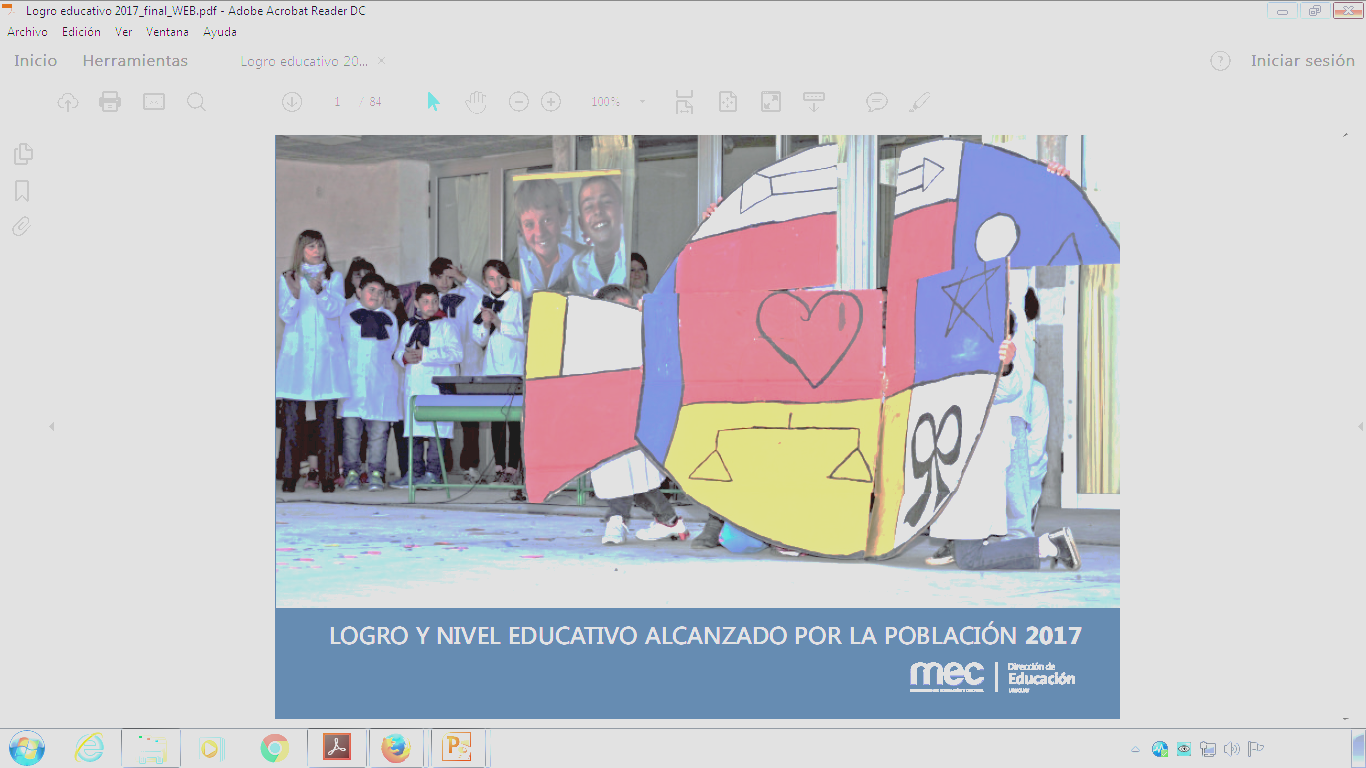 Logro educativo 2017_final_WEB.pdf - Adobe Acrobat Reader DC
Archivo Edición Ver Ventana Ayuda
Inicio Herramientas Logro educativo 20... × ? Iniciar sesión
1 / 84 100%
LOGRO Y NIVEL EDUCATIVO ALCANZADO POR LA POBLACIÓN 2017
mec Dirección de
Educación
URUGUAY